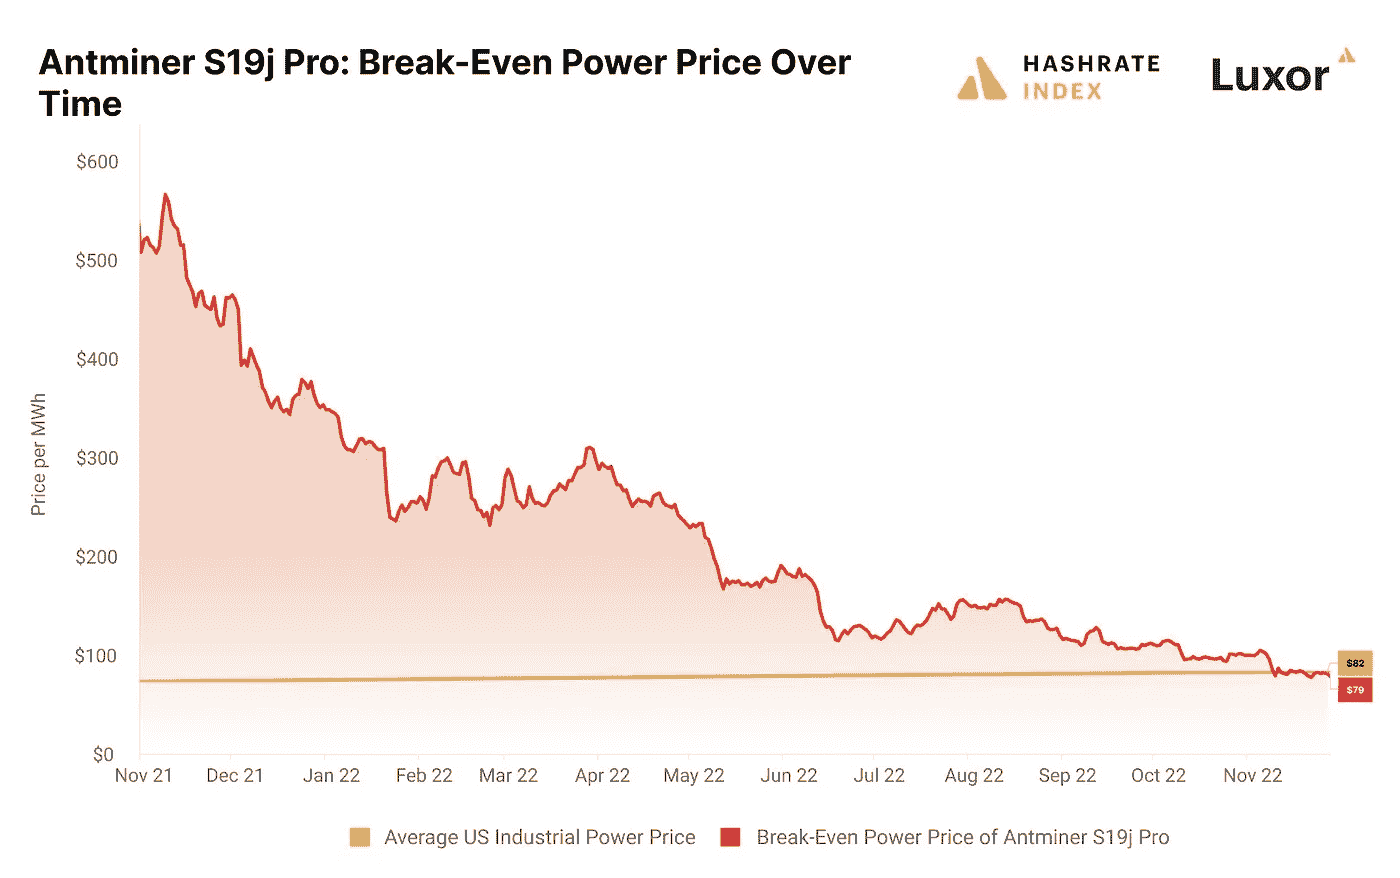 Antminer S19j Pro: Break-Even Power Price Over
Time
HASHRATE
INDEX
Luxor
$600
$500
$400
$300
$200
$100
$0
Price per MWh
$82
$79
Nov 21 Dec 21 Jan 22 Feb 22 Mar 22 Apr 22 May 22 Jun 22 Jul 22 Aug 22 Sep 22 Oct 22 Nov 22
Average US Industrial Power Price Break-Even Power Price of Antminer S19j Pro